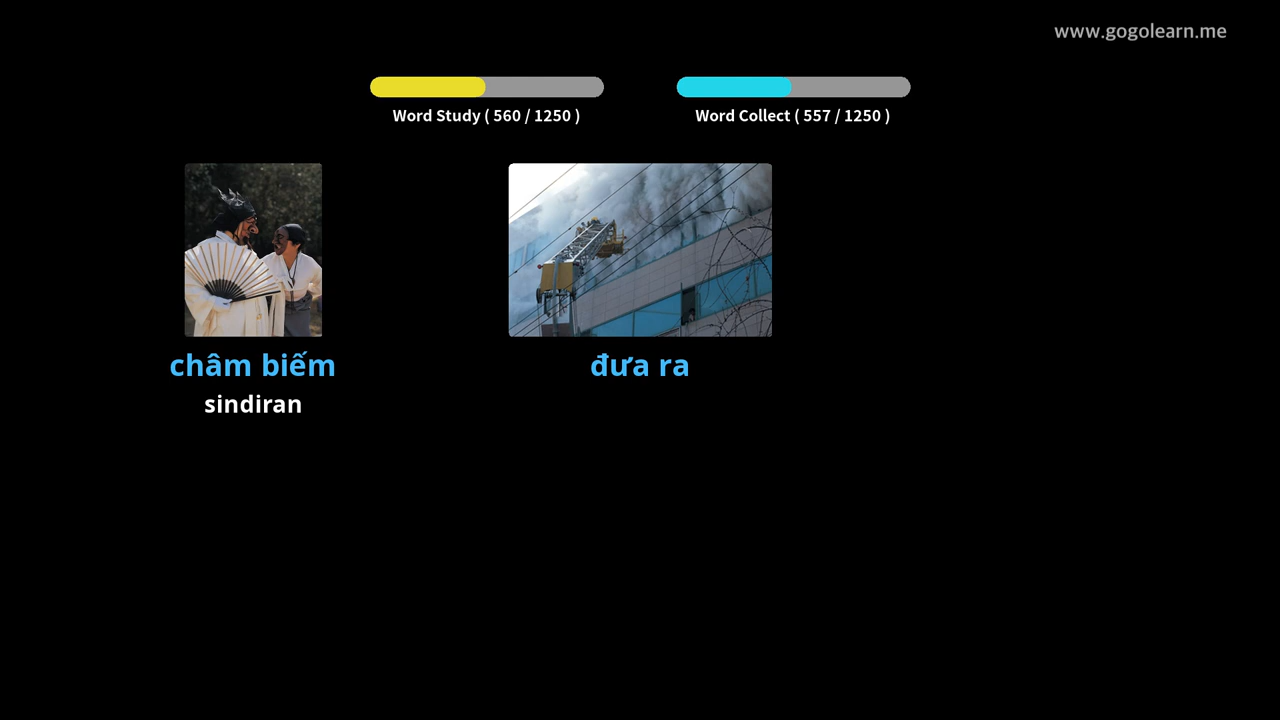 www.gogolearn.me
Word Study ( 560 / 1250 )
Word Collect ( 557 / 1250 )
châm biếm
sindiran
đưa ra